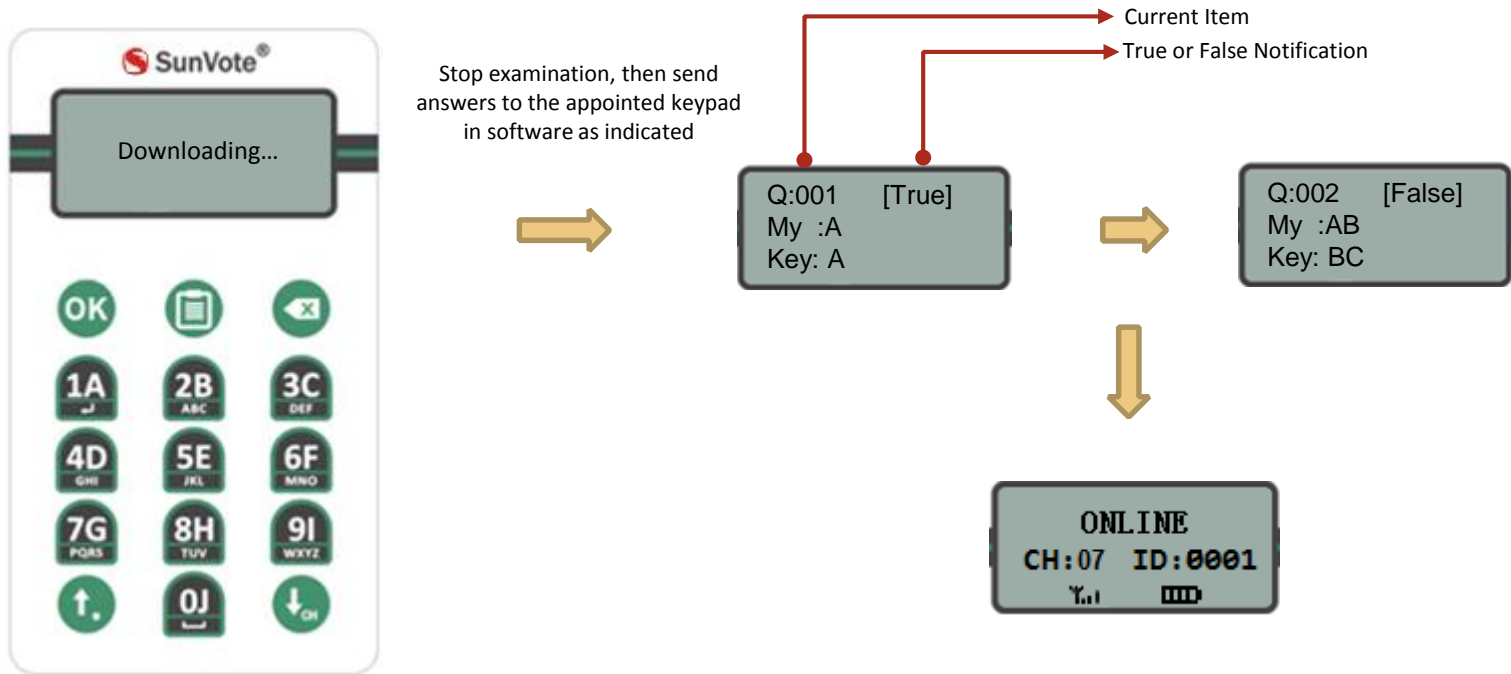 SunVote®
Downloading...
OK
1A 2B 3C
ABC DEF
4D 5E 6F
GHI JKL MNO
7G 8H 9I
PQRS TUV WXYZ
0J
CH
Stop examination, then send
answers to the appointed keypad
in software as indicated
Current Item
True or False Notification
Q:001 [True]
My :A
Key: A
Q:002 [False]
My :AB
Key: BC
ONLINE
CH:07 ID:0001